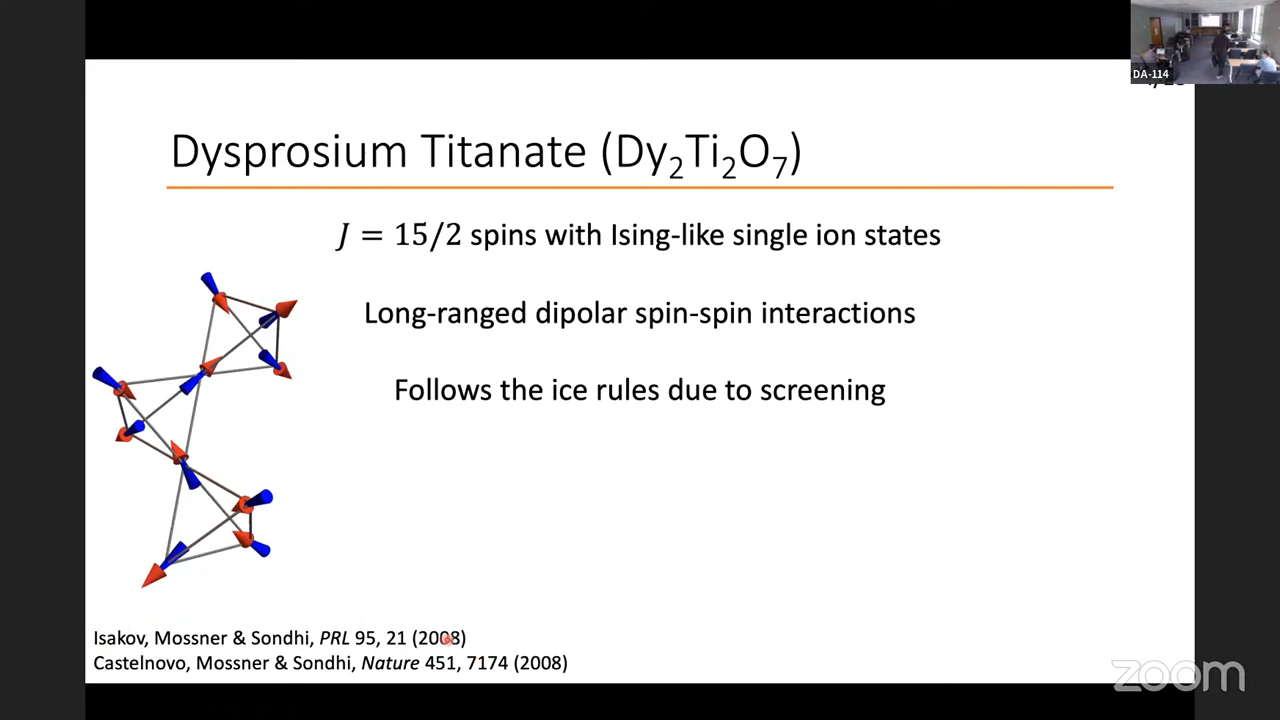 DA-114
Dysprosium Titanate (Dy₂Ti₂O₇)
J = 15/2 spins with Ising-like single ion states
Long-ranged dipolar spin-spin interactions
Follows the ice rules due to screening
Isakov, Mossner & Sondhi, PRL 95, 21 (2008)
Castelnovo, Mossner & Sondhi, Nature 451, 7174 (2008)
zoom